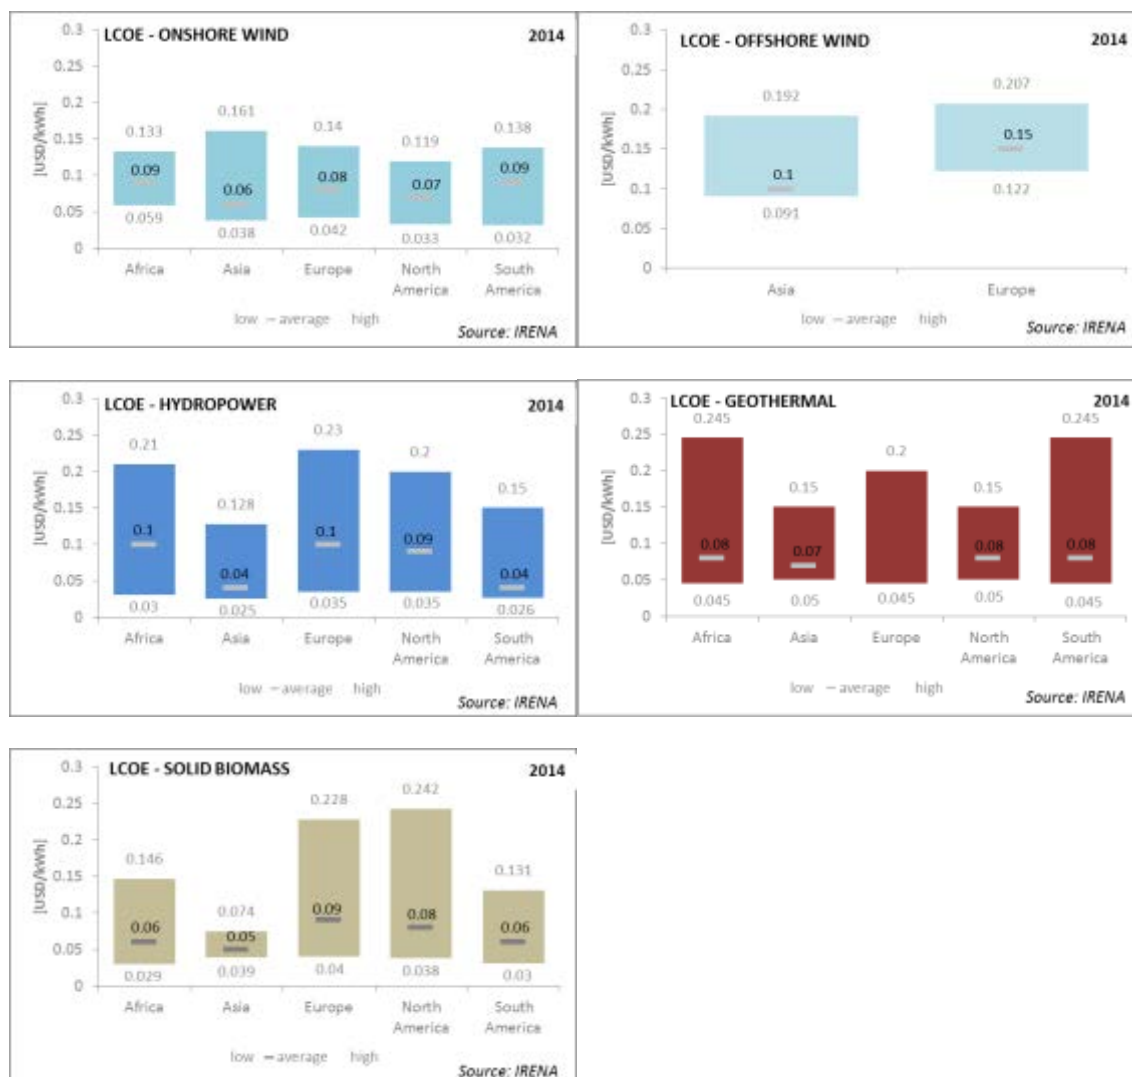 LCOE - ONSHORE WIND 2014
[USD/kWh]
0.3
0.25
0.2
0.15
0.1
0.05
0
0.133 0.161 0.14 0.119 0.138
0.09 0.06 0.08 0.07 0.09
0.059 0.038 0.042 0.033 0.032
Africa Asia Europe North America South America
low average high
Source: IRENA
LCOE - OFFSHORE WIND 2014
[USD/kWh]
0.3
0.25
0.2
0.15
0.1
0.05
0
0.192 0.207
0.1 0.15
0.091 0.122
Asia Europe
low average high
Source: IRENA
LCOE - HYDROPOWER 2014
[USD/kWh]
0.3
0.25
0.2
0.15
0.1
0.05
0
0.21 0.128 0.23 0.2 0.15
0.1 0.04 0.1 0.09 0.04
0.03 0.025 0.035 0.035 0.026
Africa Asia Europe North America South America
low average high
Source: IRENA
LCOE - GEOTHERMAL 2014
[USD/kWh]
0.3
0.25
0.2
0.15
0.1
0.05
0
0.245 0.15 0.2 0.15 0.245
0.08 0.07 0.08 0.08
0.045 0.05 0.045 0.05 0.045
Africa Asia Europe North America South America
low average high
Source: IRENA
LCOE - SOLID BIOMASS 2014
[USD/kWh]
0.3
0.25
0.2
0.15
0.1
0.05
0
0.146 0.074 0.228 0.242 0.131
0.06 0.05 0.09 0.08 0.06
0.029 0.039 0.04 0.038 0.03
Africa Asia Europe North America South America
low average high
Source: IRENA